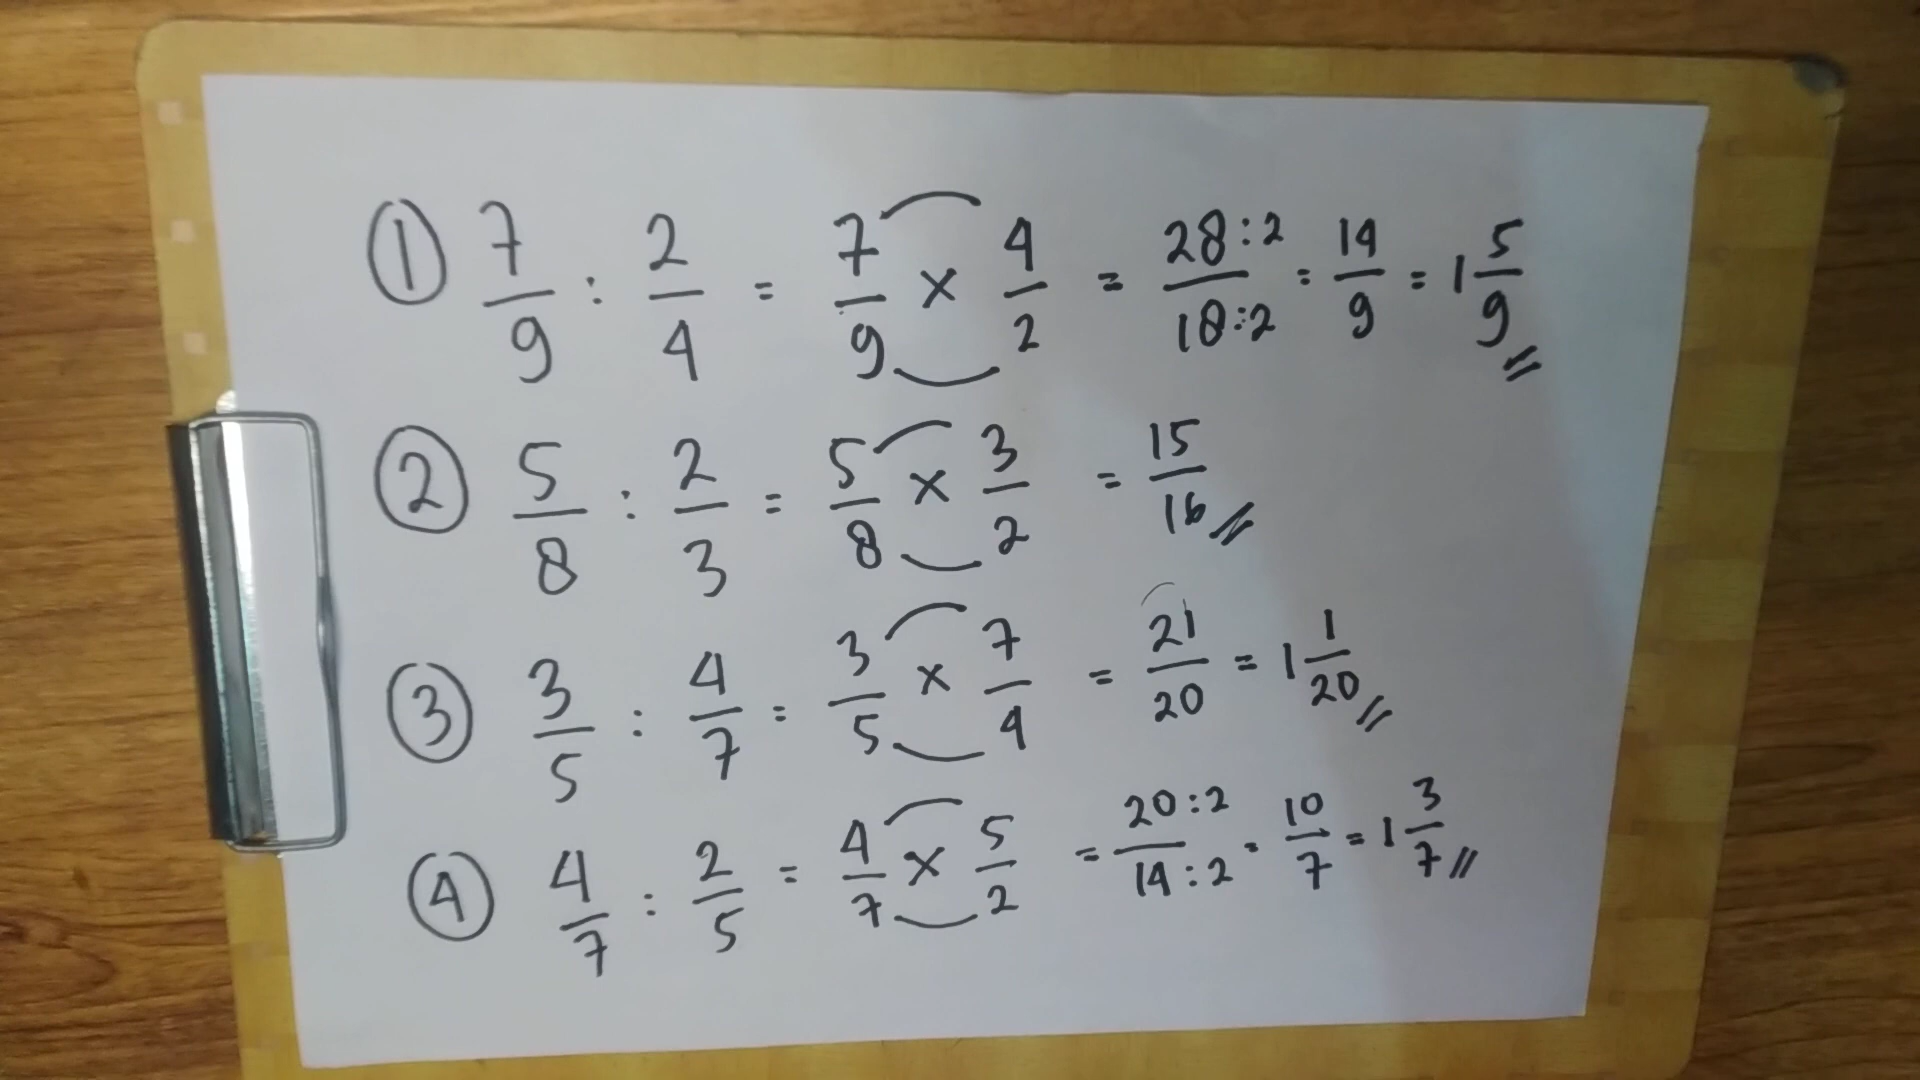 ① 7/9 : 2/4 = 7/9 × 4/2 = 28:2/18:2 = 14/9 = 1 5/9 //
② 5/8 : 2/3 = 5/8 × 3/2 = 15/16 //
③ 3/5 : 4/7 = 3/5 × 7/4 = 21/20 = 1 1/20 //
④ 4/7 : 2/5 = 4/7 × 5/2 = 20:2/14:2 = 10/7 = 1 3/7 //